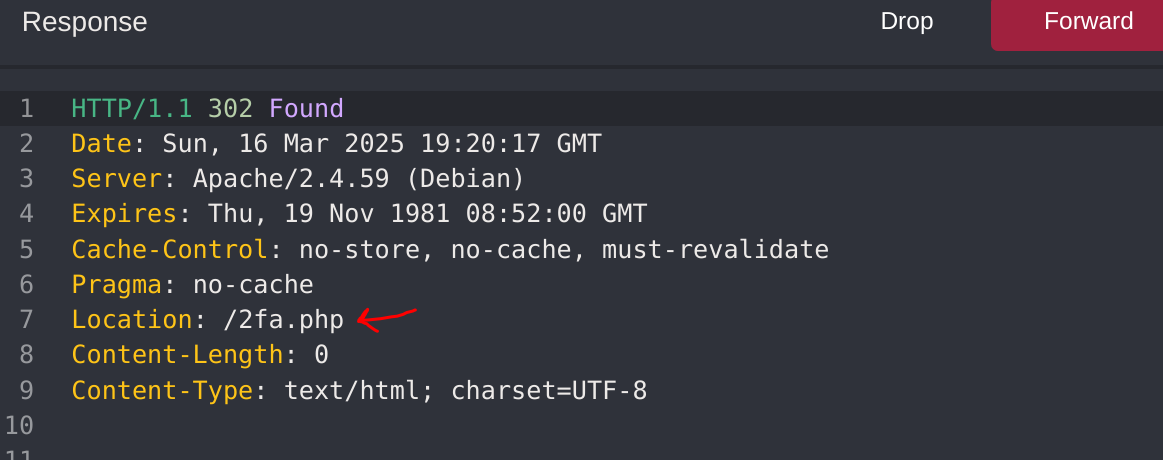 Response Drop Forward
1 HTTP/1.1 302 Found
2 Date: Sun, 16 Mar 2025 19:20:17 GMT
3 Server: Apache/2.4.59 (Debian)
4 Expires: Thu, 19 Nov 1981 08:52:00 GMT
5 Cache-Control: no-store, no-cache, must-revalidate
6 Pragma: no-cache
7 Location: /2fa.php
8 Content-Length: 0
9 Content-Type: text/html; charset=UTF-8
10
11